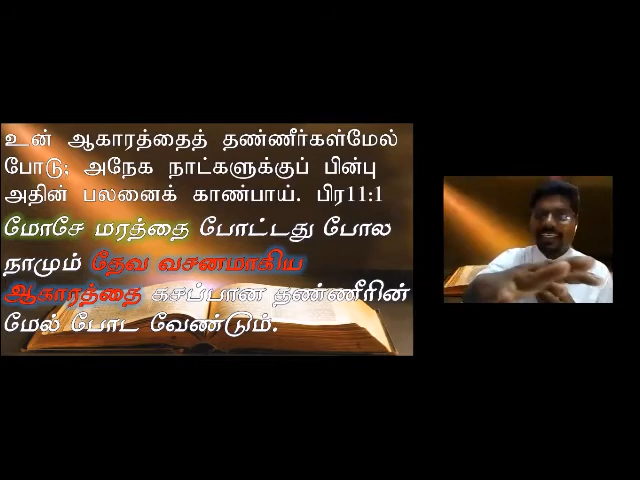 உன் ஆகாரத்தைத் தண்ணீர்கள்மேல்
போடு; அநேக நாட்களுக்குப் பின்பு
அதின் பலனைக் காண்பாய். பிர11:1
மோசே மரத்தை போட்டது போல
நாமும் தேவ வசனமாகிய
ஆகாரத்தை கசப்பான தண்ணீரின்
மேல் போட வேண்டும்.